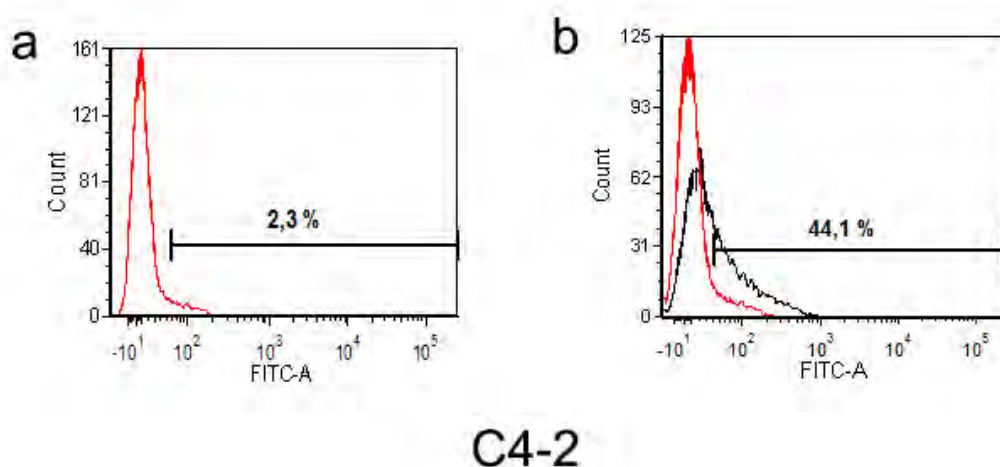 a
161
121
81
40
0
Count
2,3 %
-10¹ 10² 10³ 10⁴ 10⁵
FITC-A
b
125
93
62
31
0
Count
44,1 %
-10¹ 10² 10³ 10⁴ 10⁵
FITC-A
C4-2